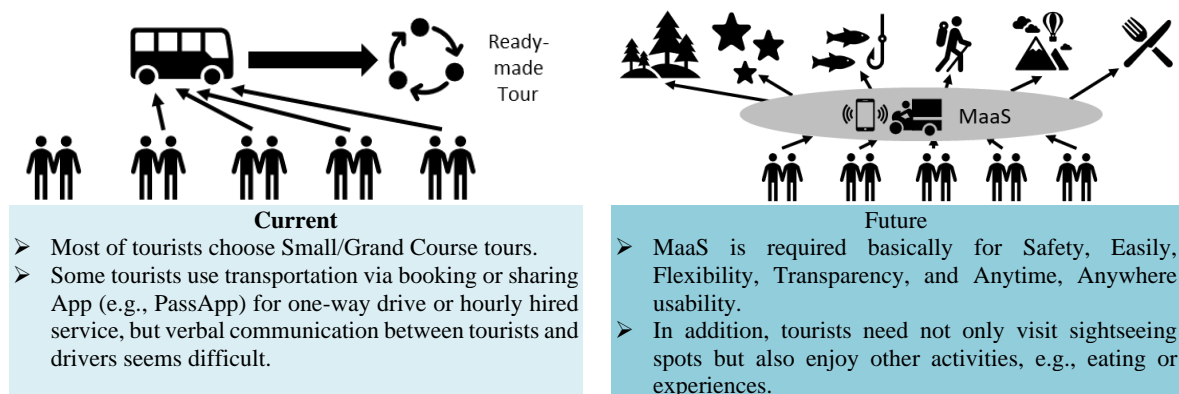 Ready-
made
Tour
Current
➢ Most of tourists choose Small/Grand Course tours.
➢ Some tourists use transportation via booking or sharing
App (e.g., PassApp) for one-way drive or hourly hired
service, but verbal communication between tourists and
drivers seems difficult.
MaaS
Future
➢ MaaS is required basically for Safety, Easily,
Flexibility, Transparency, and Anytime, Anywhere
usability.
➢ In addition, tourists need not only visit sightseeing
spots but also enjoy other activities, e.g., eating or
experiences.